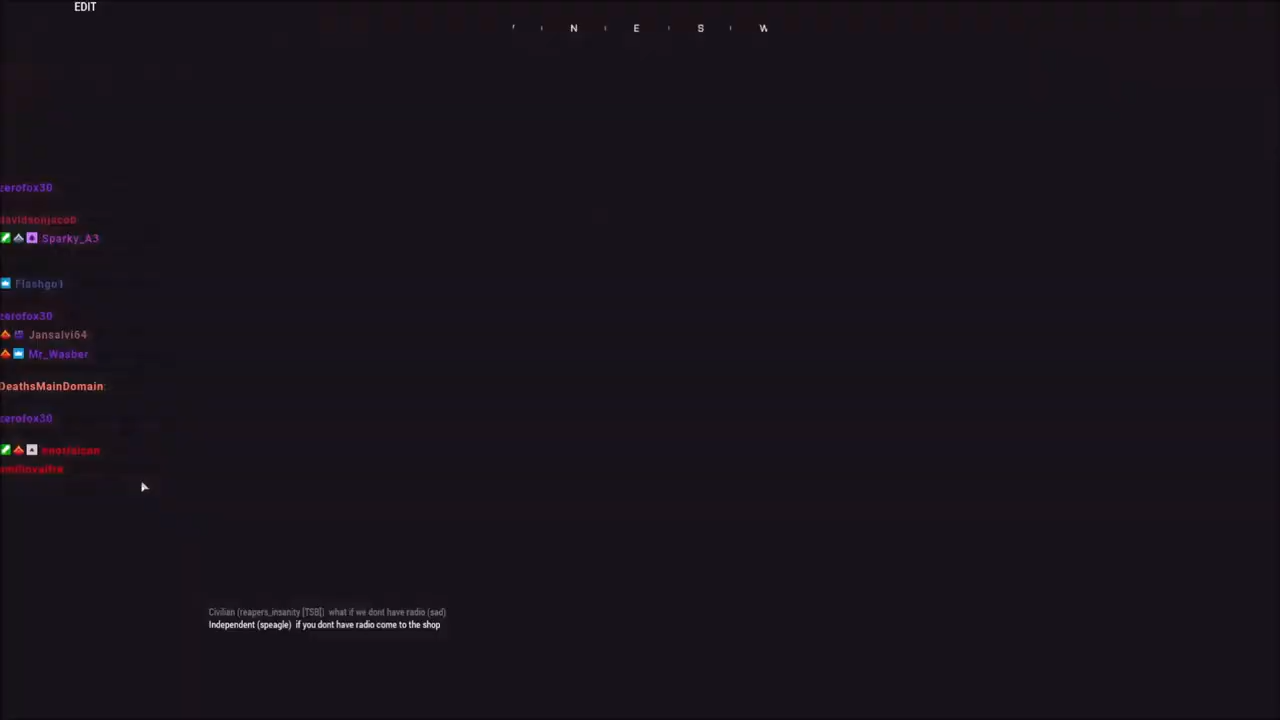 EDIT
N E S W
zerofox30
davidsonjacob
Sparky_A3
Flashgo1
zerofox30
Jansalvi64
Mr_Wasber
DeathsMainDomain:
zerofox30
Civilian (reapers_insanity [TSB]) what if we dont have radio (sad)
Independent (speagle) if you dont have radio come to the shop